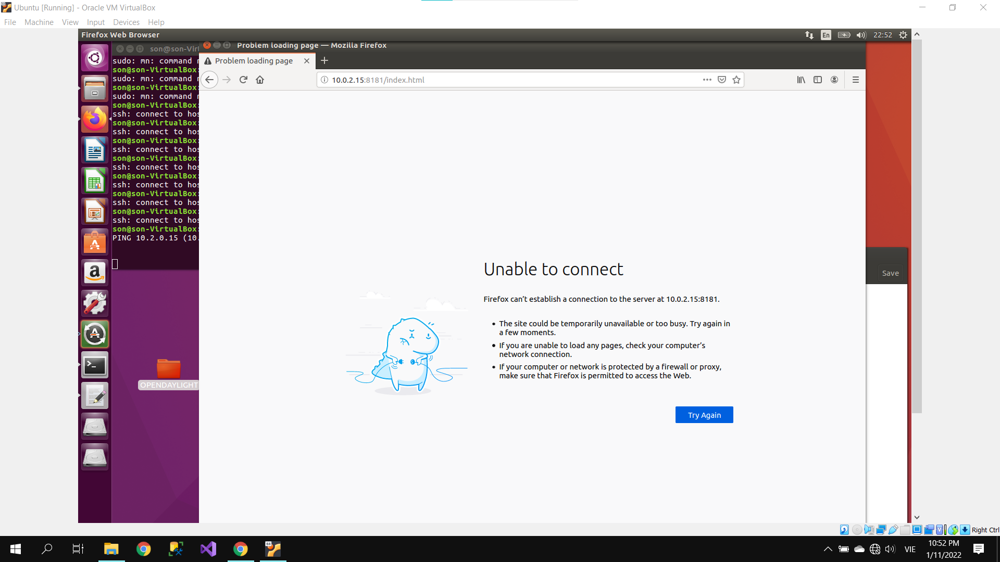 Ubuntu [Running] - Oracle VM VirtualBox
File Machine View Input Devices Help
Firefox Web Browser
En
22:52
son@son-Virt
Problem loading page — Mozilla Firefox
Problem loading page
10.0.2.15:8181/index.html
sudo: mn: command
son@son-VirtualBox:
sudo: mn: command
son@son-VirtualBox:
sudo: mn: command
son@son-VirtualBox:
ssh: connect to hos
son@son-VirtualBox:
ssh: connect to hos
son@son-VirtualBox:
ssh: connect to hos
son@son-VirtualBox:
ssh: connect to hos
son@son-VirtualBox:
ssh: connect to hos
son@son-VirtualBox:
ssh: connect to hos
son@son-VirtualBox:
ssh: connect to hos
son@son-VirtualBox:
PING 10.2.0.15 (10.
Unable to connect
Firefox can’t establish a connection to the server at 10.0.2.15:8181.
• The site could be temporarily unavailable or too busy. Try again in
a few moments.
• If you are unable to load any pages, check your computer’s
network connection.
• If your computer or network is protected by a firewall or proxy,
make sure that Firefox is permitted to access the Web.
Try Again
Save
OPENDAYLIGHT
Right Ctrl
VIE
10:52 PM
1/11/2022